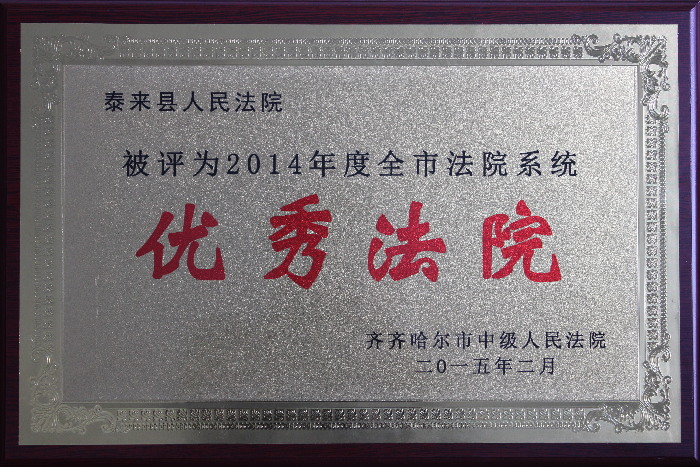 泰来县人民法院
被评为2014年度全市法院系统
优秀法院
齐齐哈尔市中级人民法院
二〇一五年二月